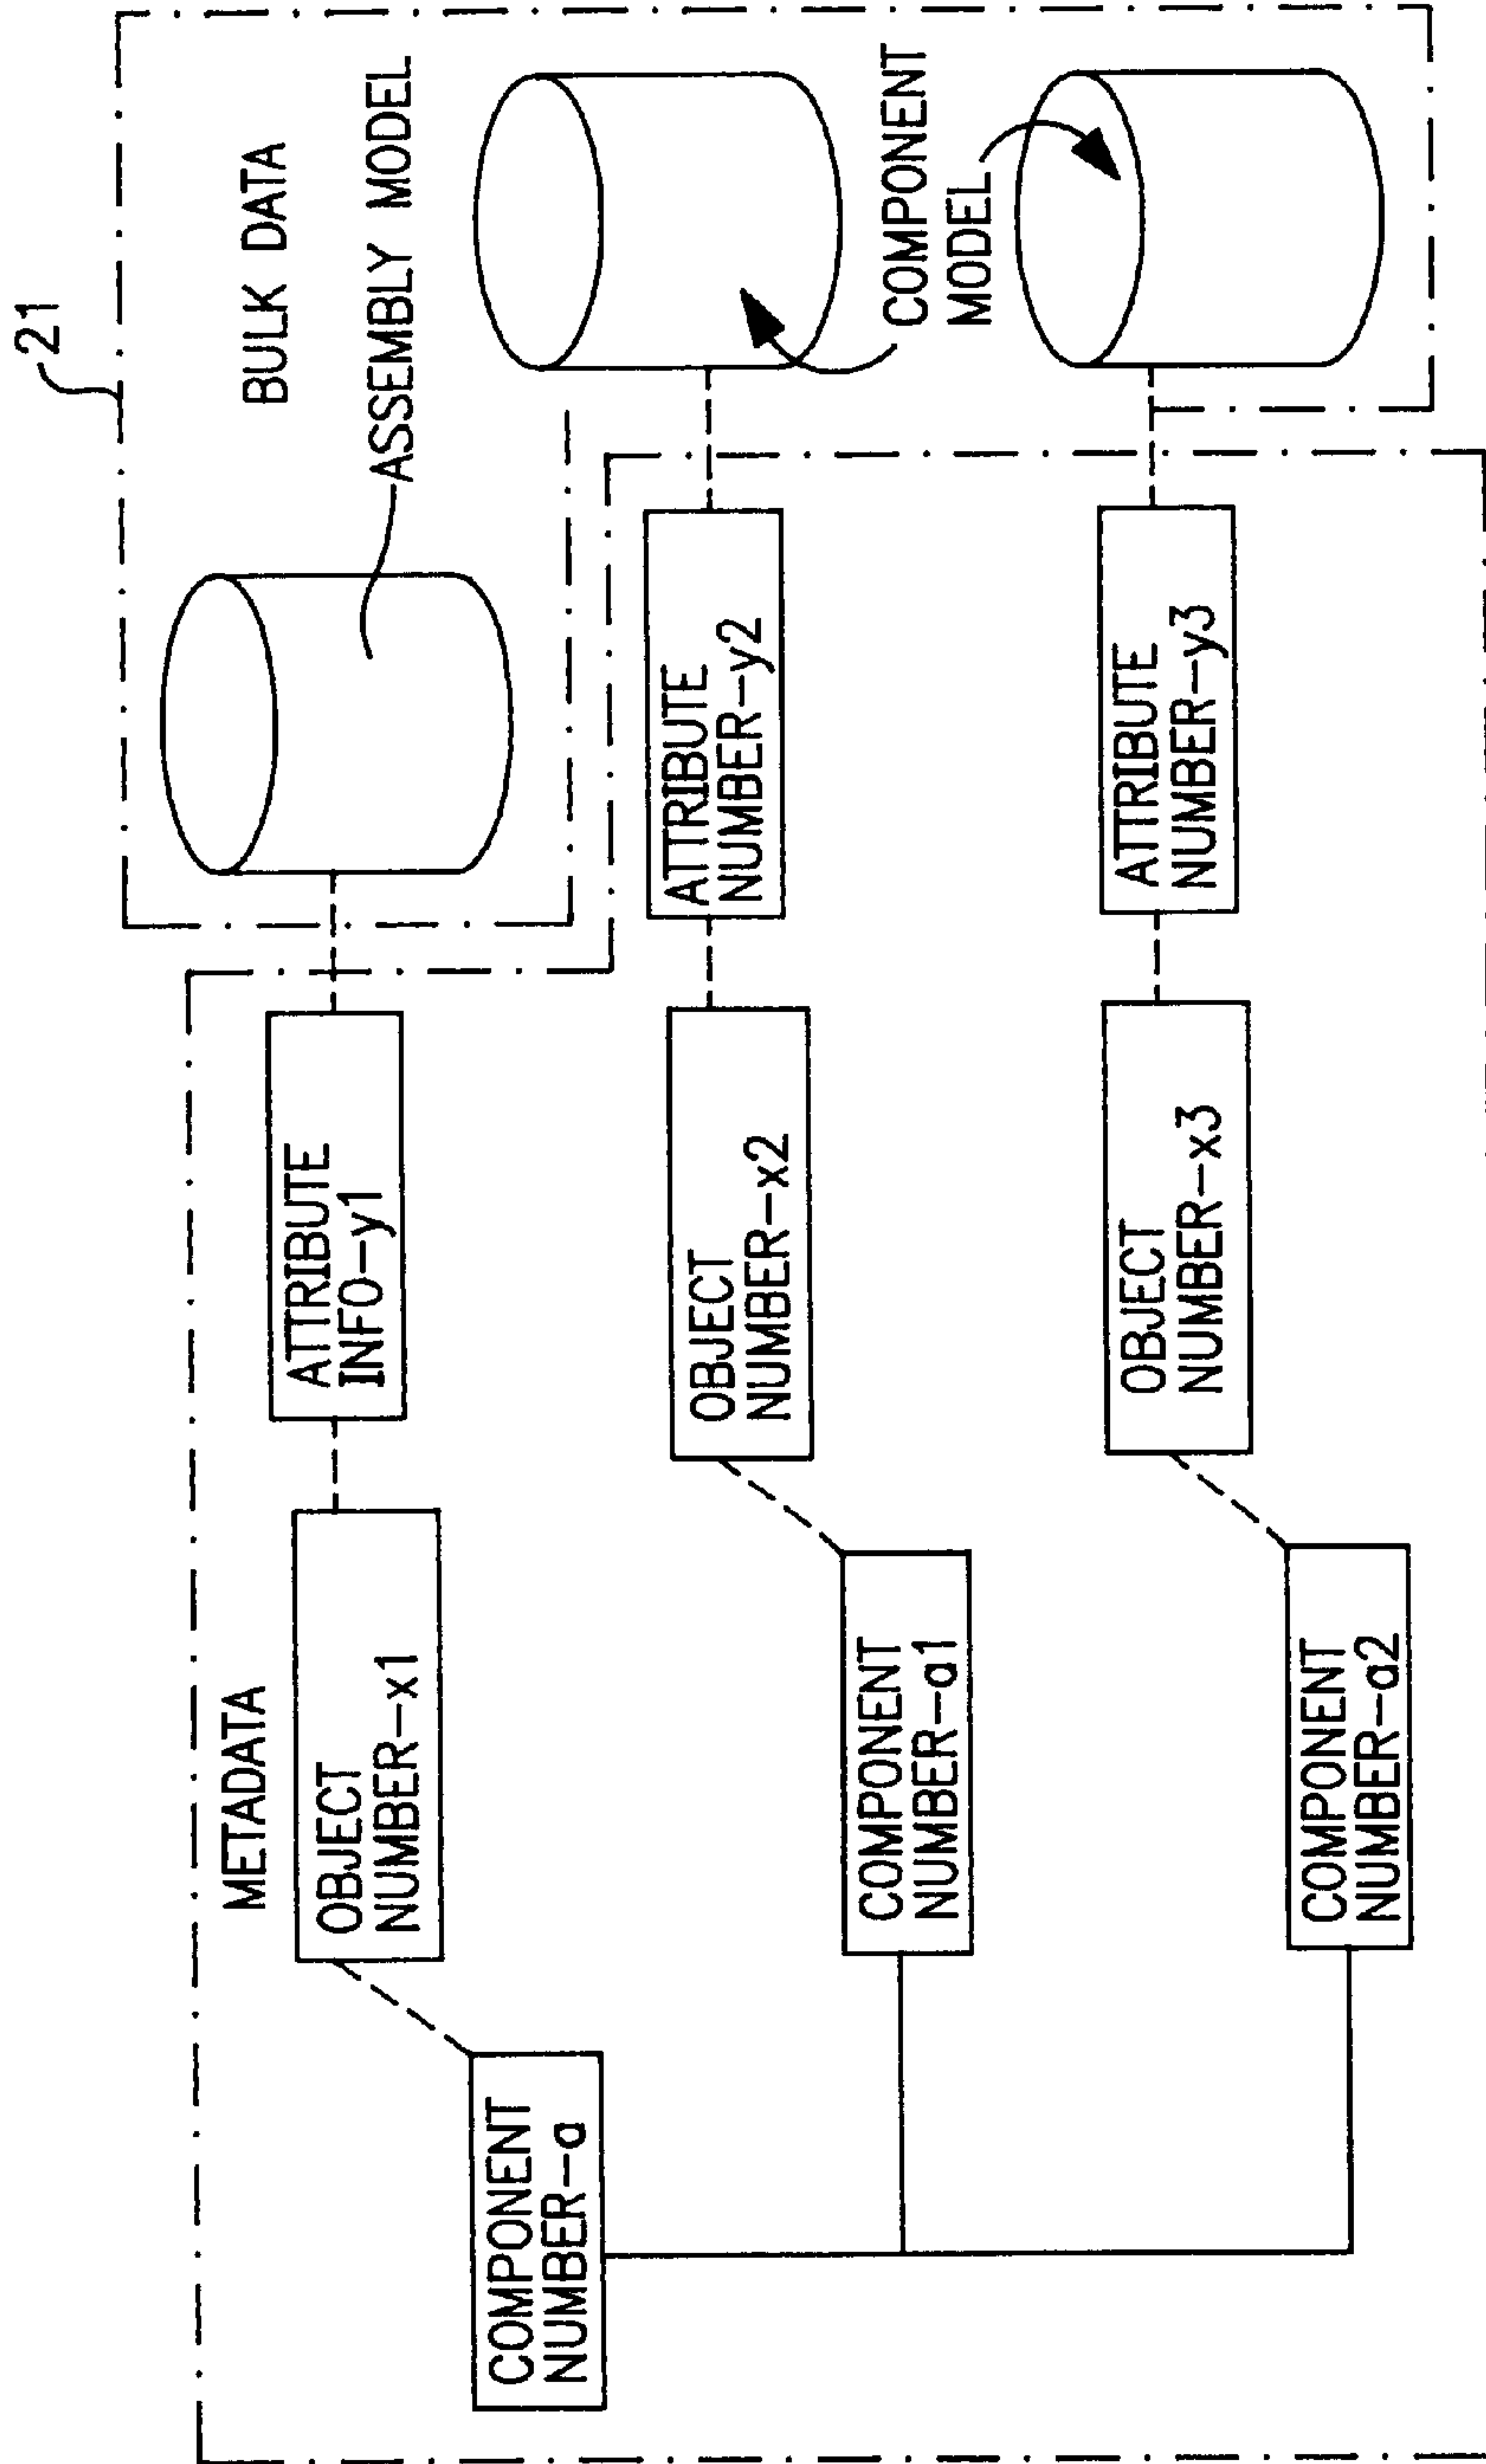 21
BULK DATA
ASSEMBLY MODEL
METADATA
ATTRIBUTE
INFO-y1
OBJECT
NUMBER-x1
COMPONENT
NUMBER-a
ATTRIBUTE
NUMBER-y2
OBJECT
NUMBER-x2
COMPONENT
NUMBER-a1
COMPONENT
MODEL
ATTRIBUTE
NUMBER-y3
OBJECT
NUMBER-x3
COMPONENT
NUMBER-a2